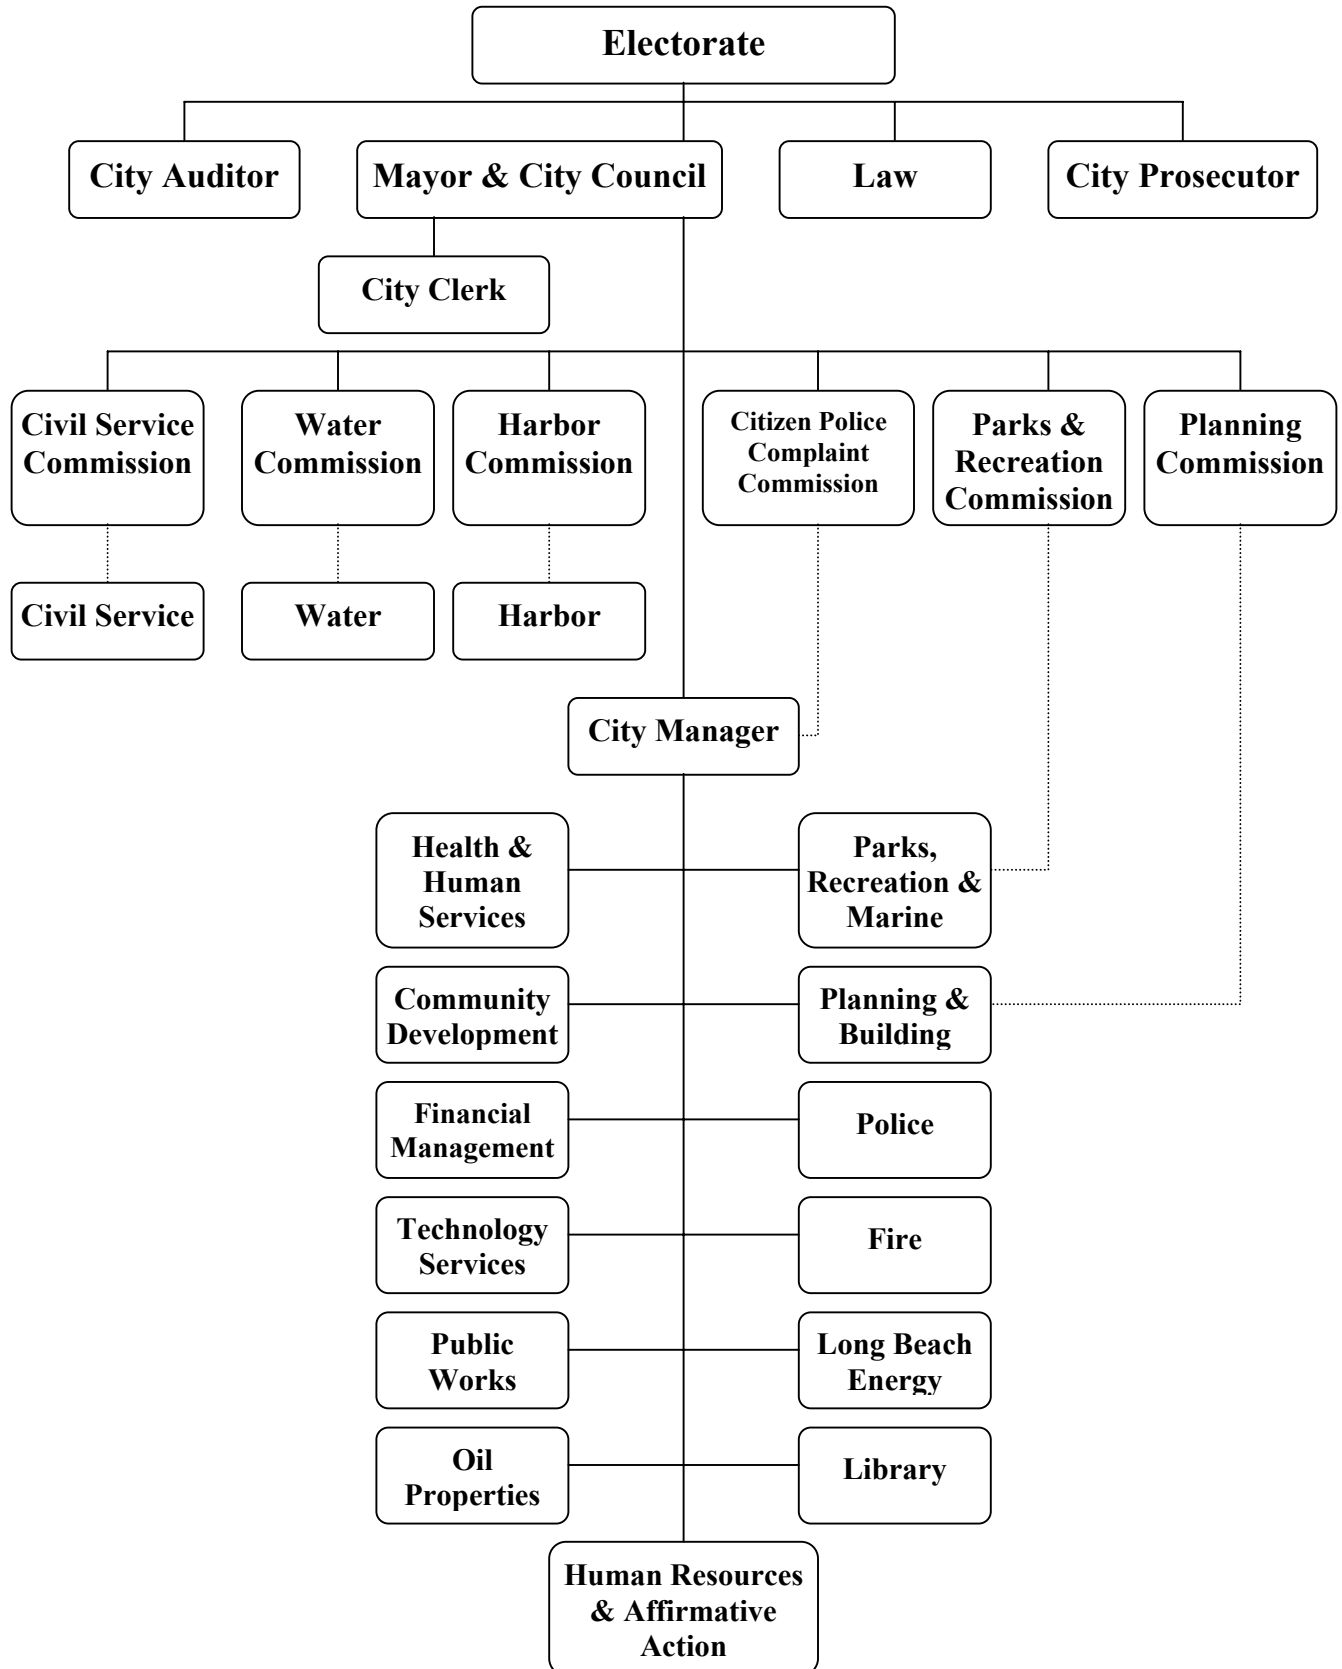 Electorate
City Auditor
Mayor & City Council
Law
City Prosecutor
City Clerk
Civil Service
Commission
Water
Commission
Harbor
Commission
Citizen Police
Complaint
Commission
Parks &
Recreation
Commission
Planning
Commission
Civil Service
Water
Harbor
City Manager
Health &
Human
Services
Parks,
Recreation &
Marine
Community
Development
Planning &
Building
Financial
Management
Police
Technology
Services
Fire
Public
Works
Long Beach
Energy
Oil
Properties
Library
Human Resources
& Affirmative
Action